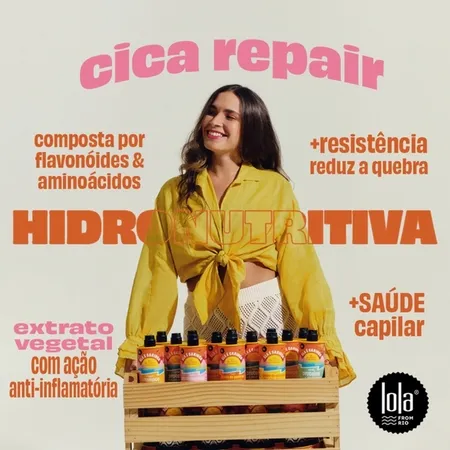 cica repair
composta por
flavonóides &
aminoácidos
+resistência
reduz a quebra
HIDRONUTRITIVA
+SAÚDE
capilar
extrato
vegetal
com ação
anti-inflamatória
lola
FROM
RIO